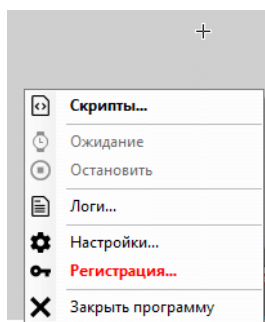 Скрипты...
Ожидание
Остановить
Логи...
Настройки...
Регистрация...
Закрыть программу